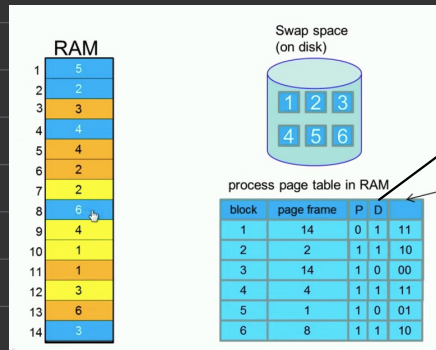 RAM
1 5
2 2
3 3
4 4
5 4
6 2
7 2
8 6
9 4
10 1
11 1
12 3
13 6
14 3
Swap space
(on disk)
1 2 3
4 5 6
process page table in RAM
block page frame P D
1 14 0 1 11
2 2 1 1 10
3 14 1 0 00
4 4 1 1 11
5 1 1 0 01
6 8 1 1 10